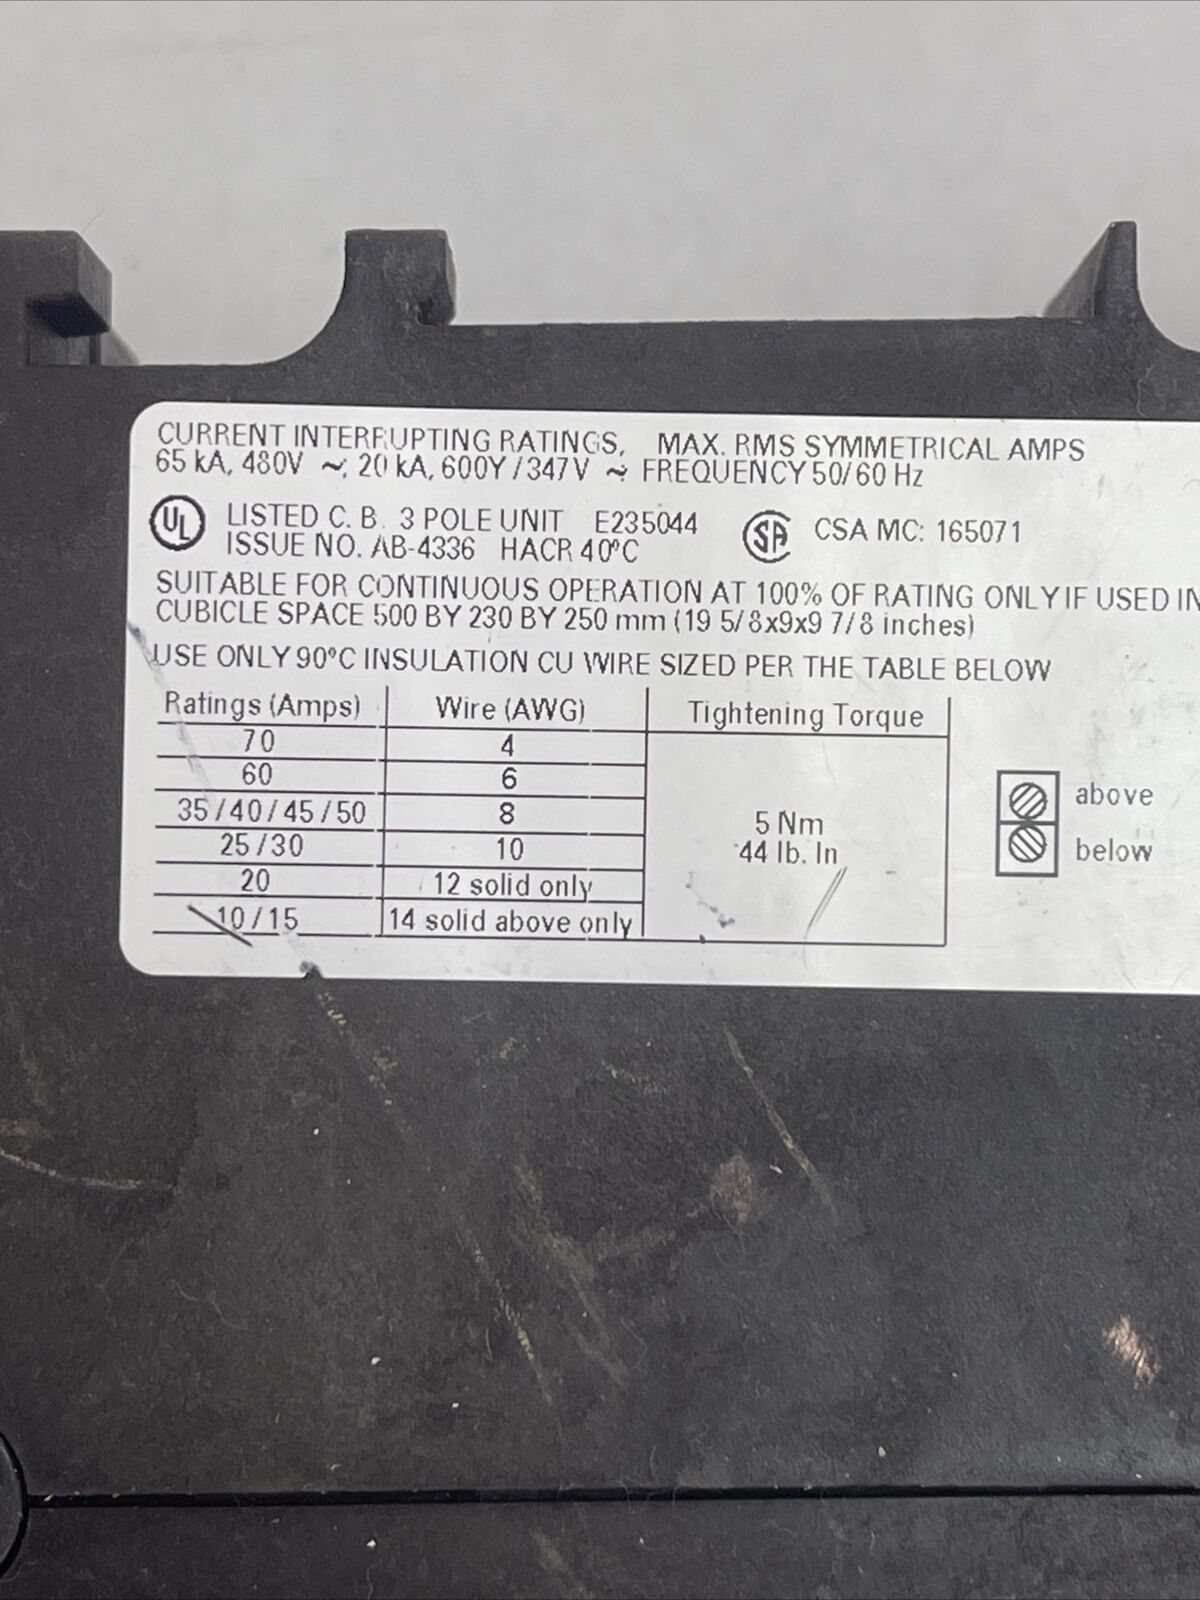 CURRENT INTERRUPTING RATINGS, MAX. RMS SYMMETRICAL AMPS
65 kA, 480V ~, 20 kA, 600Y/347V ~ FREQUENCY 50/60 Hz
UL LISTED C. B. 3 POLE UNIT E235044 SA CSA MC: 165071
ISSUE NO. AB-4336 HACR 40°C
SUITABLE FOR CONTINUOUS OPERATION AT 100% OF RATING ONLY IF USED IN
CUBICLE SPACE 500 BY 230 BY 250 mm (19 5/8x9x9 7/8 inches)
USE ONLY 90°C INSULATION CU WIRE SIZED PER THE TABLE BELOW
Ratings (Amps) Wire (AWG) Tightening Torque
70 4
60 6
35/40/45/50 8
25/30 10
20 12 solid only
10/15 14 solid above only
5 Nm
44 lb. In
above
below